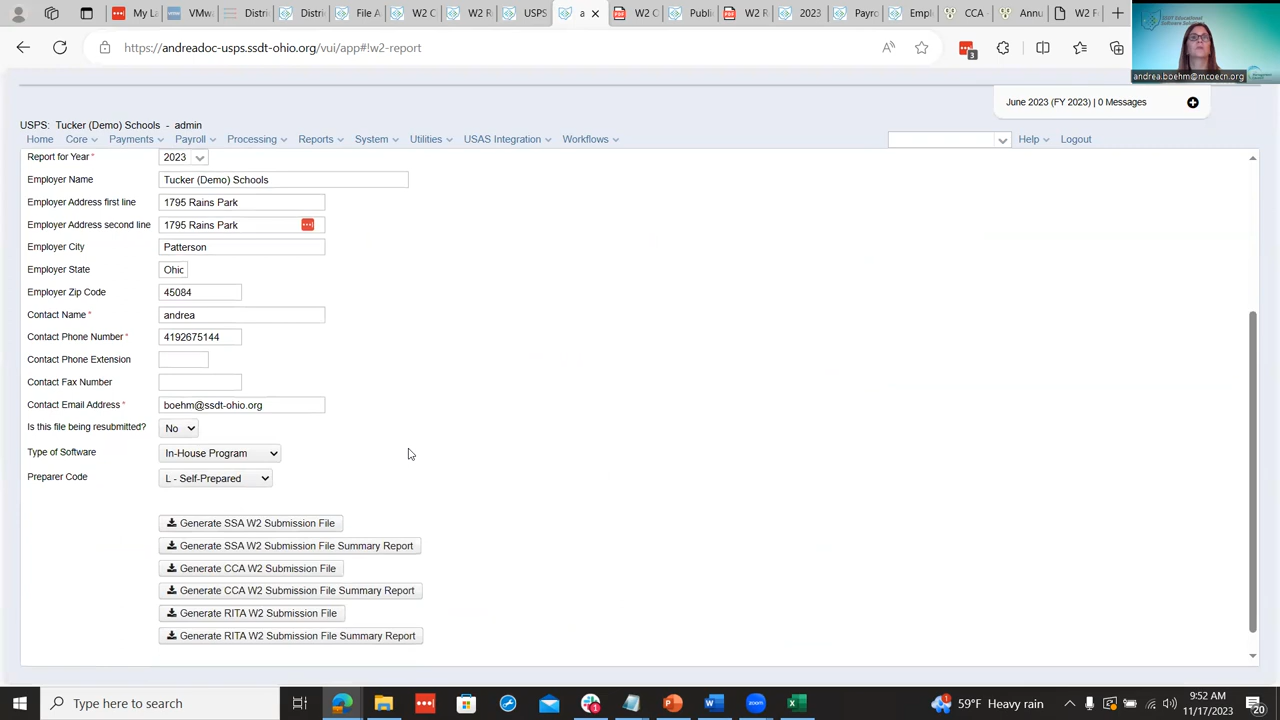 My La
VMw
Distri
Distri
File A
W2 C
W2 R
USPS
a
W2 C
Publi
W2 F
202
Payro
Empl
CCA
Annu
W2 F
https://andreadoc-usps.ssdt-ohio.org/vui/app#!w2-report
3
SSDT Educational
Software Solutions
andrea.boehm@mcoecn.org
June 2023 (FY 2023) | 0 Messages
USPS: Tucker (Demo) Schools - admin
Home Core Payments Payroll Processing Reports System Utilities USAS Integration Workflows Help Logout
Report for Year * 2023
Employer Name Tucker (Demo) Schools
Employer Address first line 1795 Rains Park
Employer Address second line 1795 Rains Park
Employer City Patterson
Employer State Ohic
Employer Zip Code 45084
Contact Name * andrea
Contact Phone Number * 4192675144
Contact Phone Extension
Contact Fax Number
Contact Email Address * boehm@ssdt-ohio.org
Is this file being resubmitted? No
Type of Software In-House Program
Preparer Code L - Self-Prepared
Generate SSA W2 Submission File
Generate SSA W2 Submission File Summary Report
Generate CCA W2 Submission File
Generate CCA W2 Submission File Summary Report
Generate RITA W2 Submission File
Generate RITA W2 Submission File Summary Report
Type here to search
59°F Heavy rain
9:52 AM
11/17/2023
20